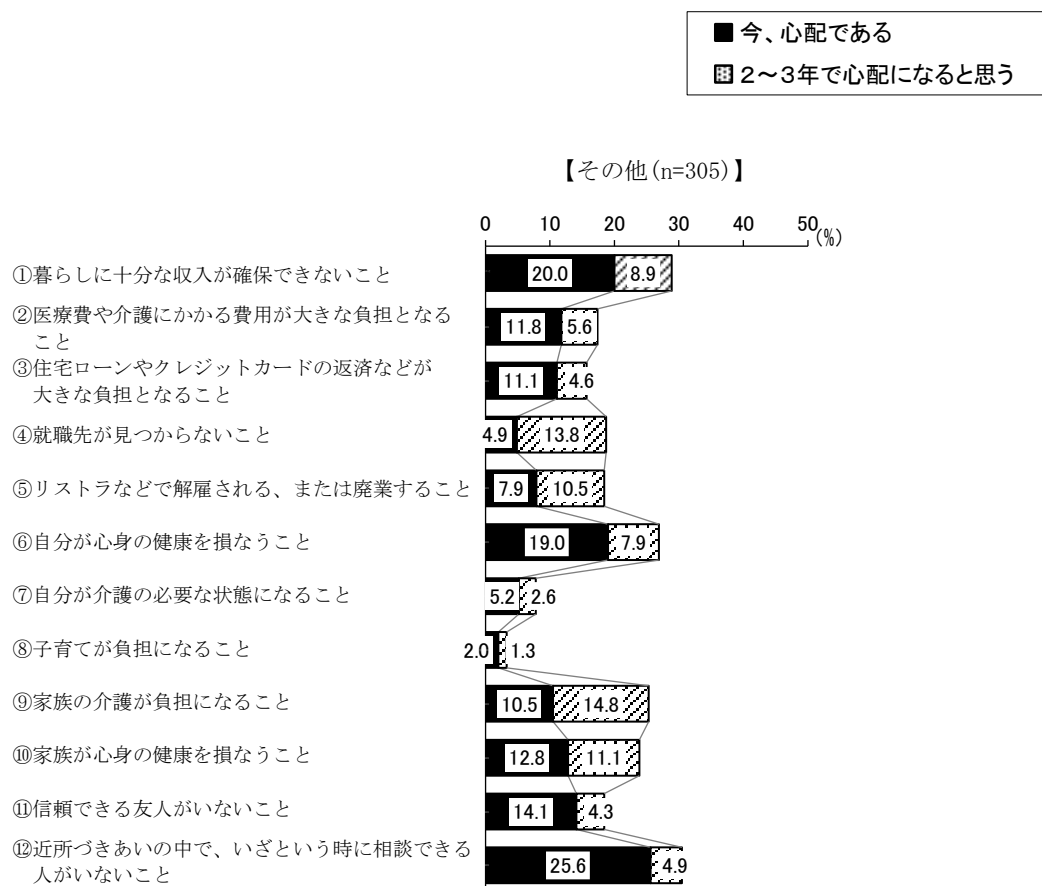 ■ 今、心配である
２～３年で心配になると思う
【その他(n=305)】
0 10 20 30 40 50
(%)
①暮らしに十分な収入が確保できないこと
20.0 8.9
②医療費や介護にかかる費用が大きな負担となる
こと
11.8 5.6
③住宅ローンやクレジットカードの返済などが
大きな負担となること
11.1 4.6
④就職先が見つからないこと
4.9 13.8
⑤リストラなどで解雇される、または廃業すること
7.9 10.5
⑥自分が心身の健康を損なうこと
19.0 7.9
⑦自分が介護の必要な状態になること
5.2 2.6
⑧子育てが負担になること
2.0 1.3
⑨家族の介護が負担になること
10.5 14.8
⑩家族が心身の健康を損なうこと
12.8 11.1
⑪信頼できる友人がいないこと
14.1 4.3
⑫近所づきあいの中で、いざという時に相談できる
人がいないこと
25.6 4.9